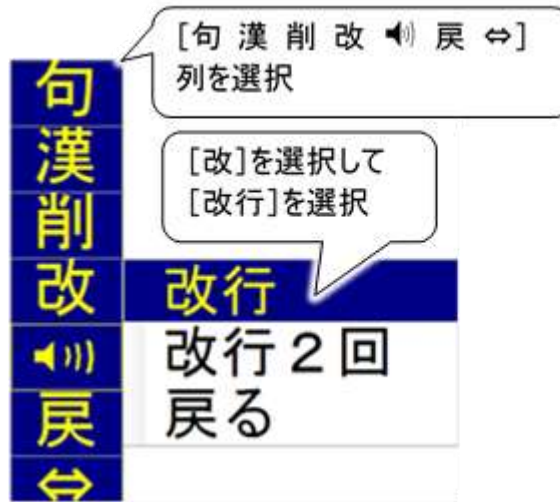 [句 漢 削 改 🔊 戻 ⇔]
列を選択
[改]を選択して
[改行]を選択
句
漢
削
改
改行
🔊
改行２回
戻
戻る
⇔